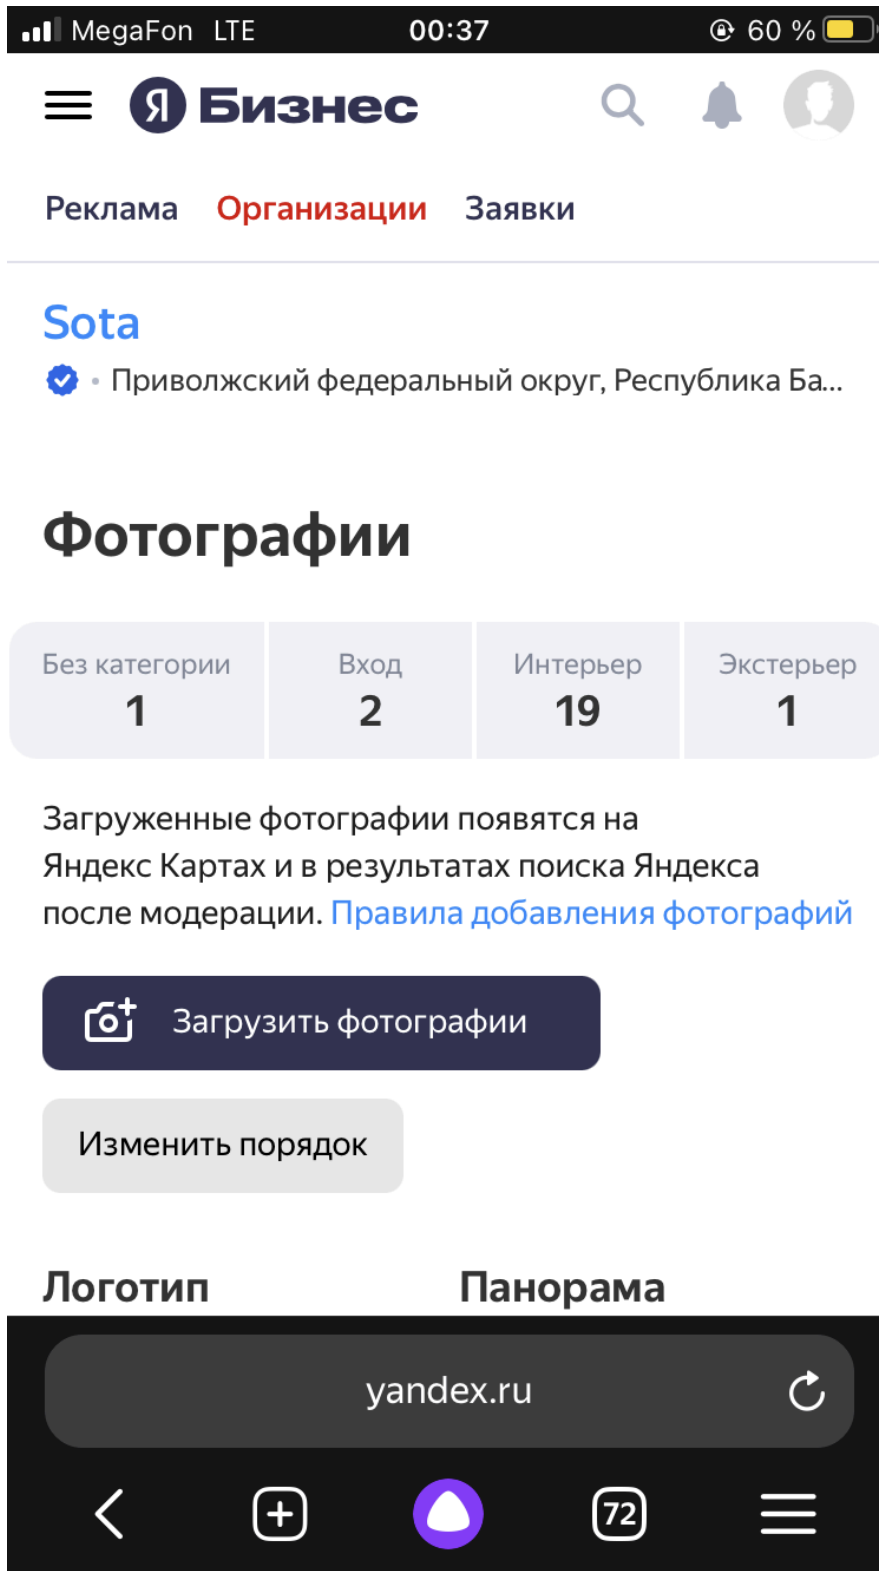 MegaFon LTE 00:37 60 %
Я Бизнес
Реклама Организации Заявки
Sota
• Приволжский федеральный округ, Республика Ба...
Фотографии
Без категории Вход Интерьер Экстерьер
1 2 19 1
Загруженные фотографии появятся на
Яндекс Картах и в результатах поиска Яндекса
после модерации. Правила добавления фотографий
Загрузить фотографии
Изменить порядок
Логотип Панорама
yandex.ru
72